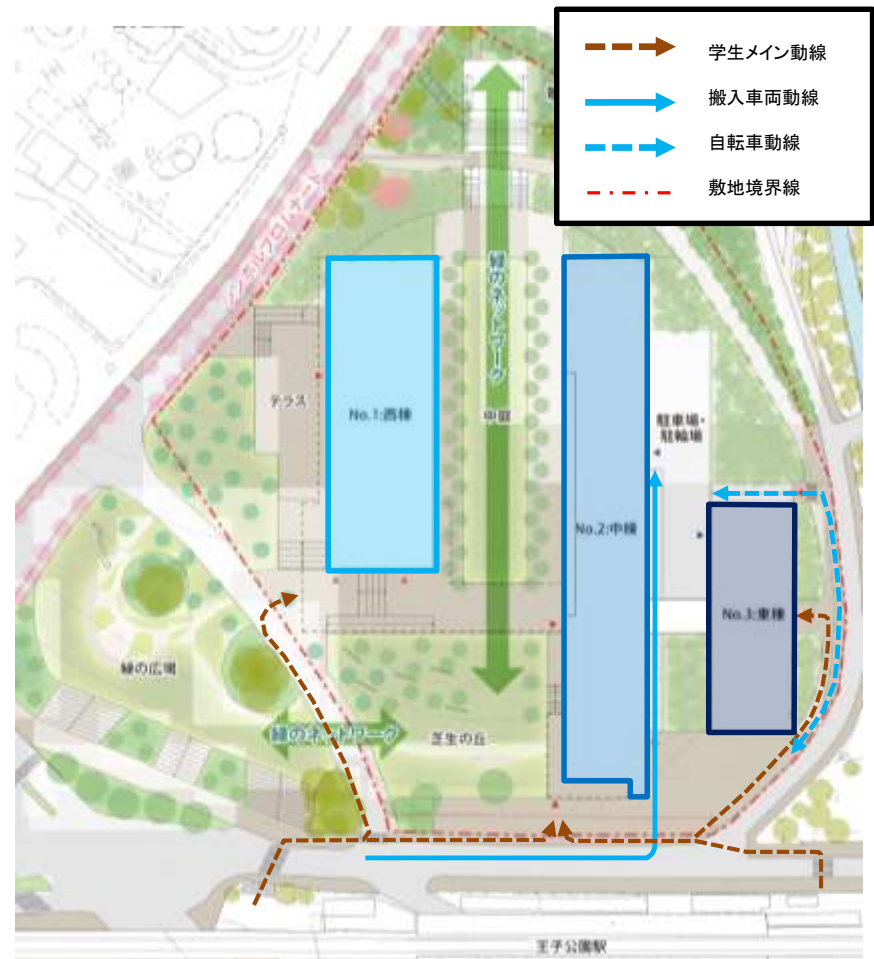 学生メイン動線
搬入車両動線
自転車動線
敷地境界線
緑のネットワーク
テラス
No.1:西棟
中庭
駐車場・
駐輪場
No.2:中棟
No.3:東棟
緑の広場
緑のネットワーク
芝生の丘
王子公園駅